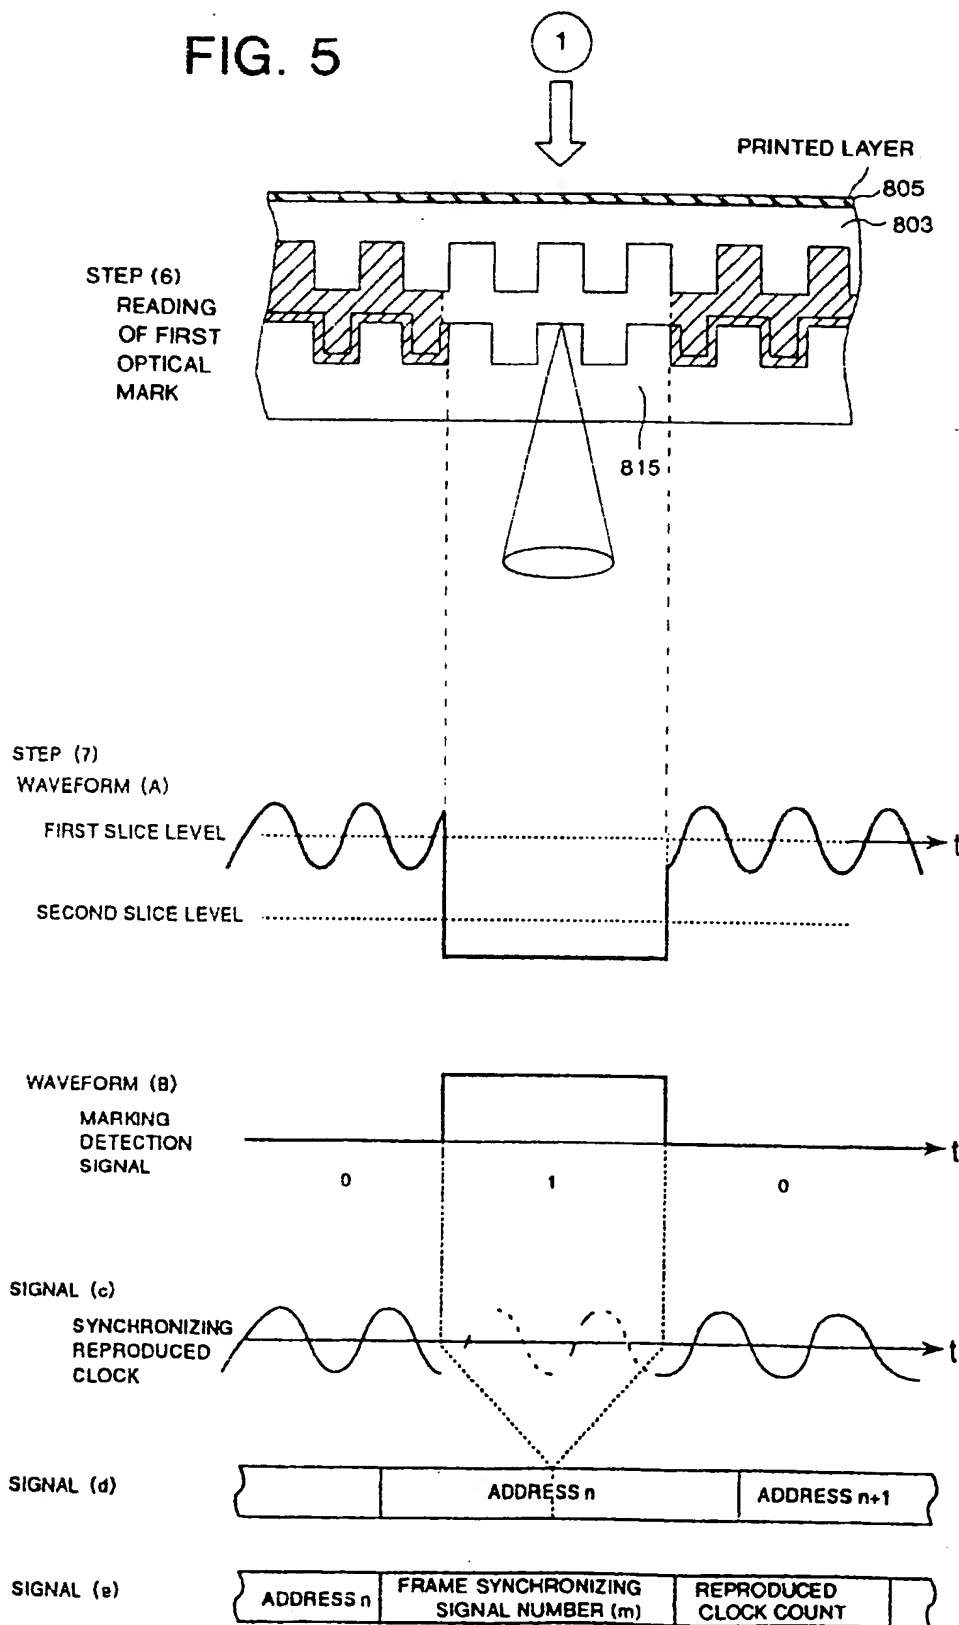 FIG. 5
1
PRINTED LAYER
805
803
STEP (6)
READING
OF FIRST
OPTICAL
MARK
815
STEP (7)
WAVEFORM (A)
FIRST SLICE LEVEL
t
SECOND SLICE LEVEL
WAVEFORM (B)
MARKING
DETECTION
SIGNAL
t
0
1
0
SIGNAL (c)
SYNCHRONIZING
REPRODUCED
CLOCK
t
SIGNAL (d)
ADDRESS n
ADDRESS n+1
SIGNAL (e)
ADDRESS n
FRAME SYNCHRONIZING
SIGNAL NUMBER (m)
REPRODUCED
CLOCK COUNT